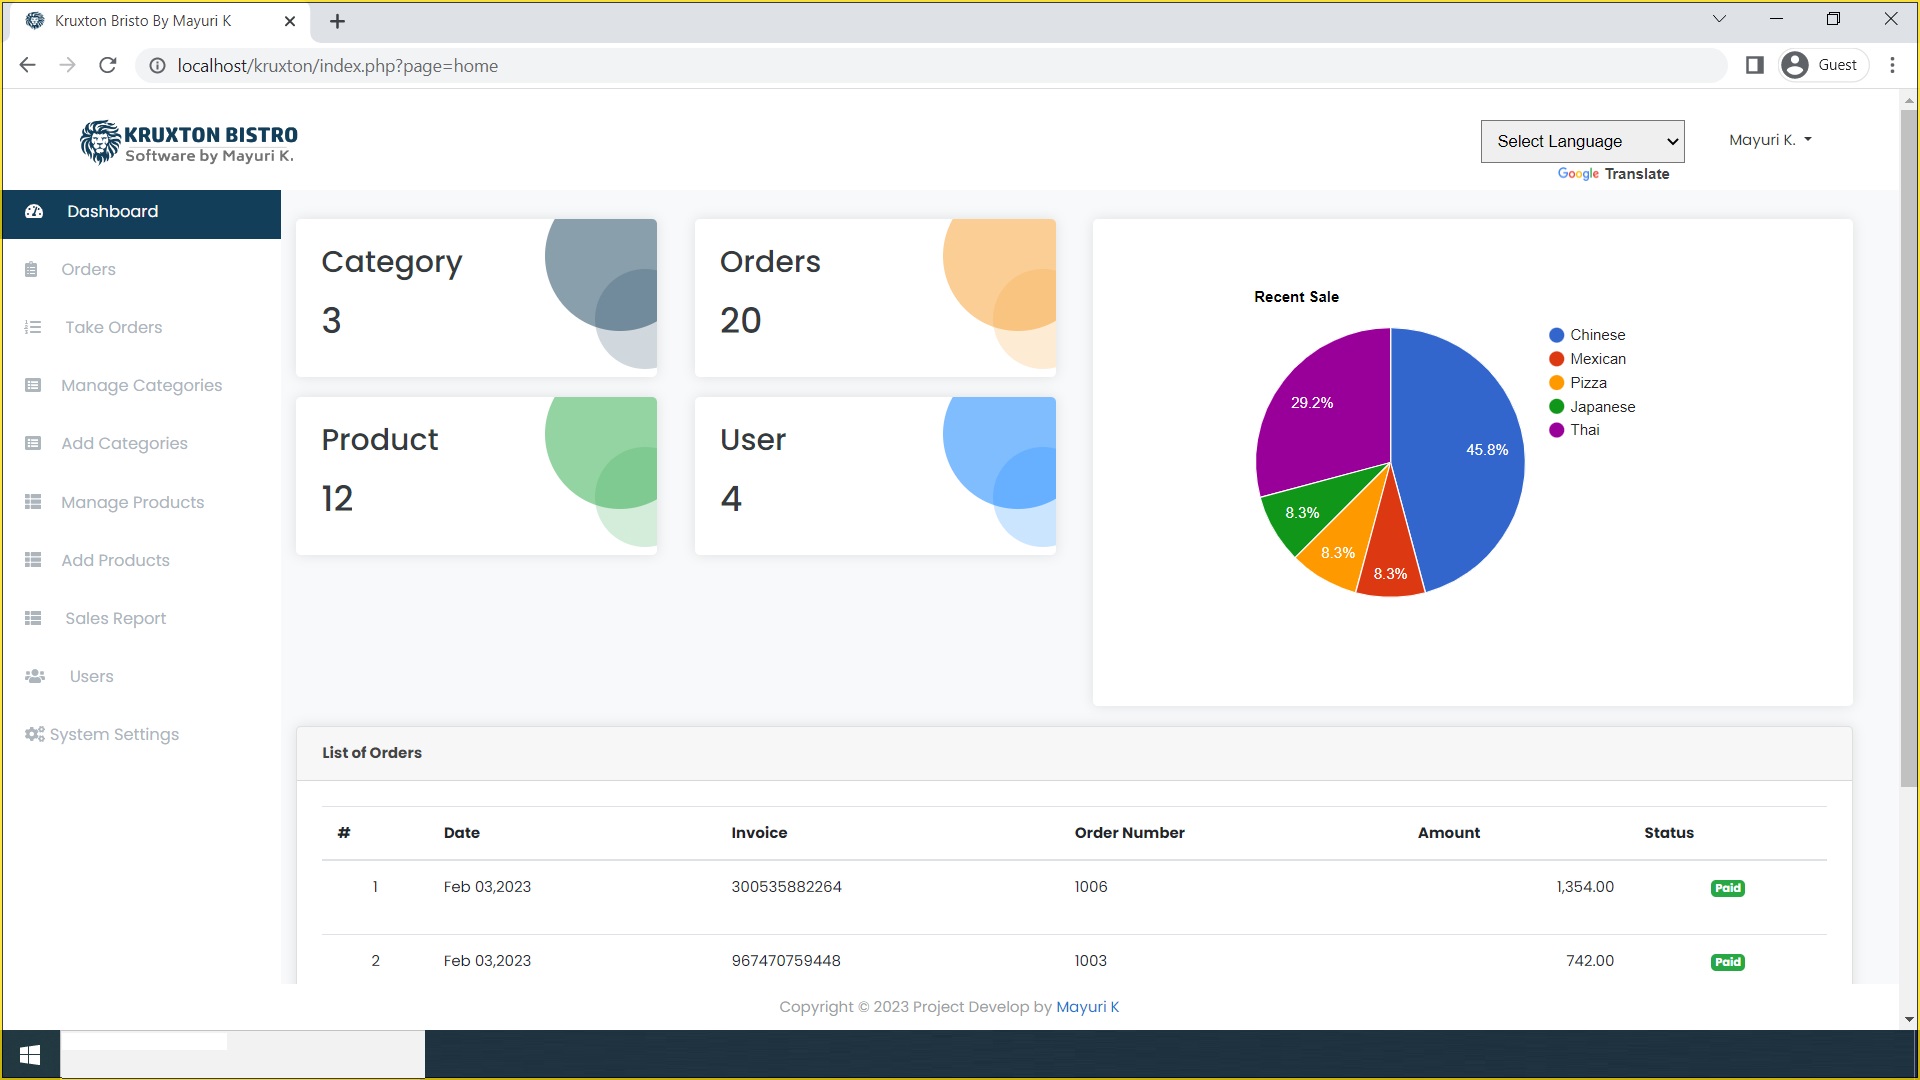 Kruxton Bristo By Mayuri K
localhost/kruxton/index.php?page=home
Guest
KRUXTON BISTRO
Software by Mayuri K.
Select Language
Google Translate
Mayuri K.
Dashboard
Orders
Take Orders
Manage Categories
Add Categories
Manage Products
Add Products
Sales Report
Users
System Settings
Category
3
Orders
20
Product
12
User
4
Recent Sale
Chinese
Mexican
Pizza
Japanese
Thai
29.2%
45.8%
8.3%
8.3%
8.3%
List of Orders
# Date Invoice Order Number Amount Status
1 Feb 03,2023 300535882264 1006 1,354.00 Paid
2 Feb 03,2023 967470759448 1003 742.00 Paid
Copyright © 2023 Project Develop by Mayuri K